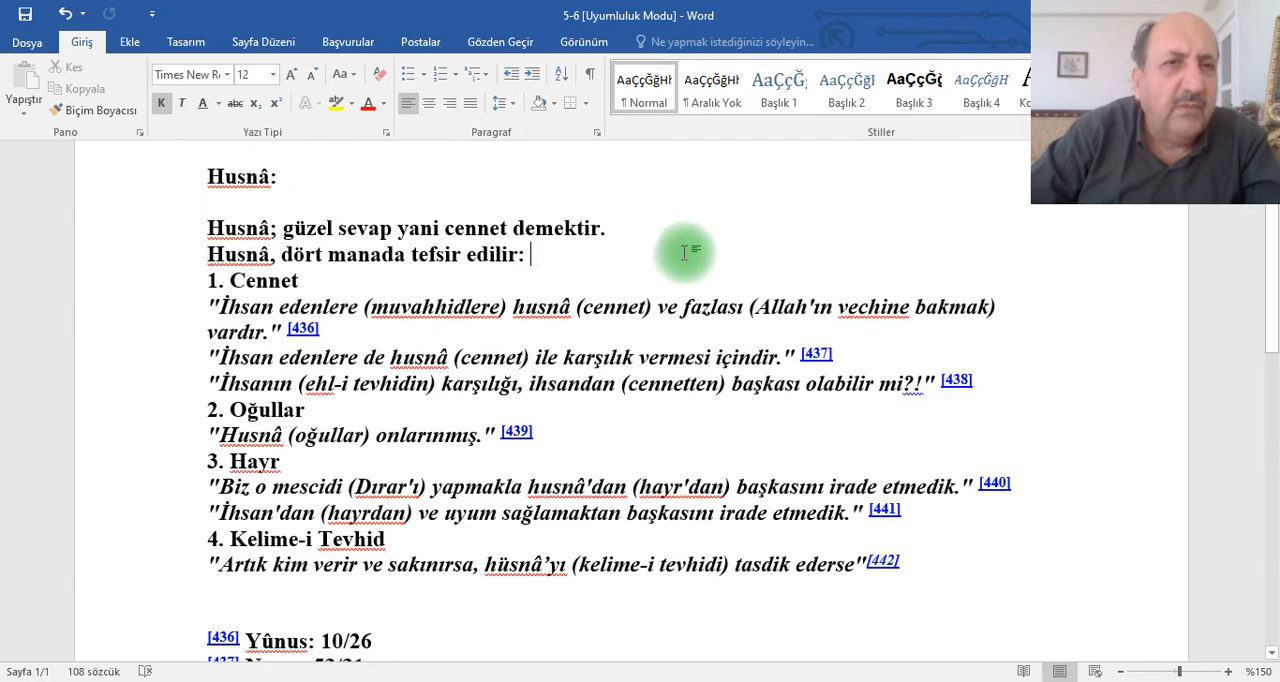 5-6 [Uyumluluk Modu] - Word
Dosya Giriş Ekle Tasarım Sayfa Düzeni Başvurular Postalar Gözden Geçir Görünüm Ne yapmak istediğinizi söyleyin...
Yapıştır
Kes
Kopyala
Biçim Boyacısı
Times New Ro 12
AaÇçĞğHł AaÇçĞğHł AaÇçĞ AaÇçĞğH AaÇçĞğ AaÇçĞğH
¶ Normal ¶ Aralık Yok Başlık 1 Başlık 2 Başlık 3 Başlık 4
Pano Yazı Tipi Paragraf Stiller
Husnâ:
Husnâ; güzel sevap yani cennet demektir.
Husnâ, dört manada tefsir edilir:
1. Cennet
"İhsan edenlere (muvahhidlere) husnâ (cennet) ve fazlası (Allah'ın vechine bakmak)
vardır." [436]
"İhsan edenlere de husnâ (cennet) ile karşılık vermesi içindir." [437]
"İhsanın (ehl-i tevhidin) karşılığı, ihsandan (cennetten) başkası olabilir mi?!" [438]
2. Oğullar
"Husnâ (oğullar) onlarınmış." [439]
3. Hayr
"Biz o mescidi (Dırar'ı) yapmakla husnâ'dan (hayr'dan) başkasını irade etmedik." [440]
"İhsan'dan (hayrdan) ve uyum sağlamaktan başkasını irade etmedik." [441]
4. Kelime-i Tevhid
"Artık kim verir ve sakınırsa, hüsnâ’yı (kelime-i tevhidi) tasdik ederse"[442]
[436] Yûnus: 10/26
[437]
Sayfa 1/1 108 sözcük %150